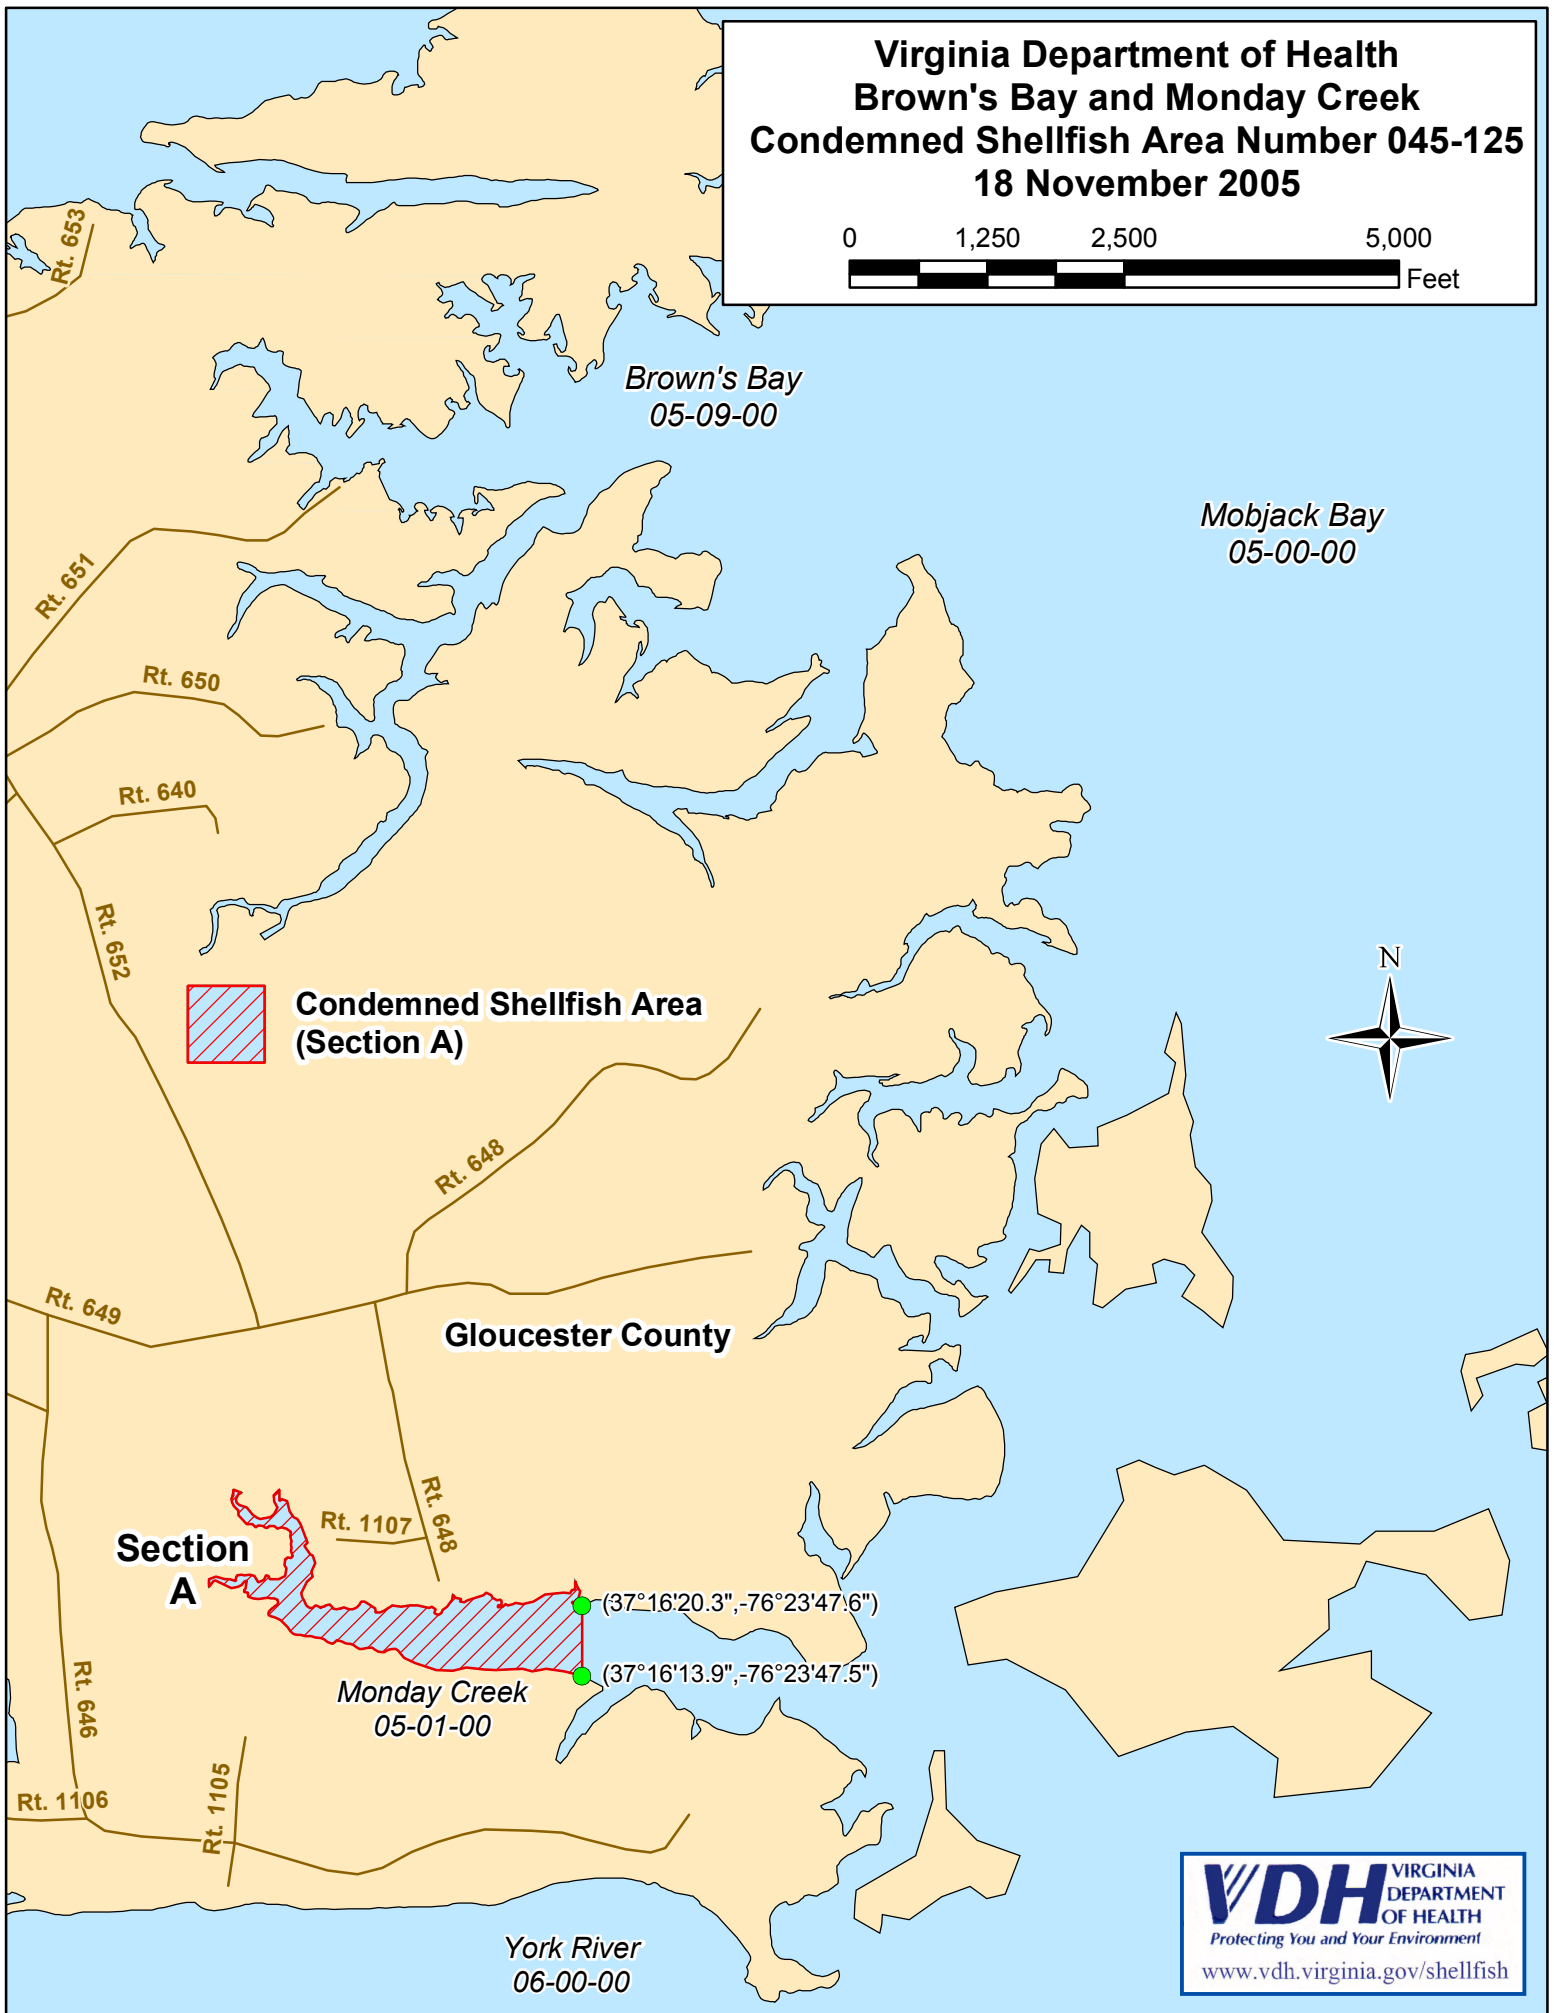 Virginia Department of Health
Brown's Bay and Monday Creek
Condemned Shellfish Area Number 045-125
18 November 2005
0 1,250 2,500 5,000
Feet
Rt. 653
Brown's Bay
05-09-00
Mobjack Bay
05-00-00
Rt. 651
Rt. 650
Rt. 640
Rt. 652
N
Condemned Shellfish Area
(Section A)
Rt. 648
Rt. 649
Gloucester County
Rt. 648
Rt. 1107
Section
A
(37°16'20.3",-76°23'47.6")
(37°16'13.9",-76°23'47.5")
Monday Creek
05-01-00
Rt. 646
Rt. 1105
Rt. 1106
York River
06-00-00
VDH VIRGINIA
DEPARTMENT
OF HEALTH
Protecting You and Your Environment
www.vdh.virginia.gov/shellfish